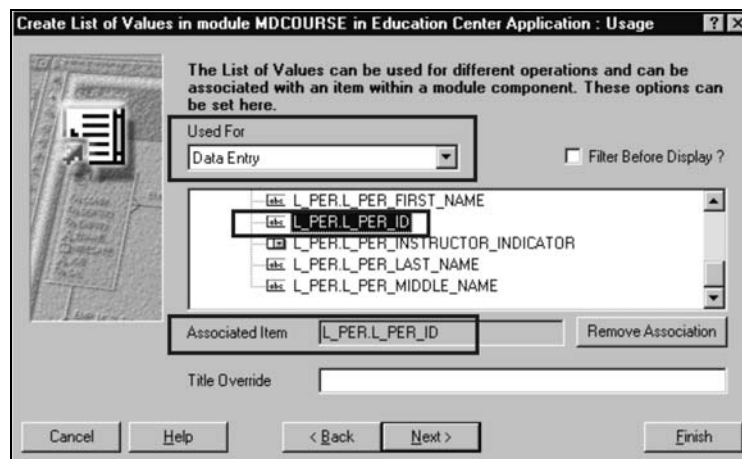 Create List of Values in module MDCOURSE in Education Center Application : Usage
The List of Values can be used for different operations and can be
associated with an item within a module component. These options can
be set here.
Used For
Data Entry
Filter Before Display ?
L_PER.L_PER_FIRST_NAME
L_PER.L_PER_ID
L_PER.L_PER_INSTRUCTOR_INDICATOR
L_PER.L_PER_LAST_NAME
L_PER.L_PER_MIDDLE_NAME
Associated Item L_PER.L_PER_ID Remove Association
Title Override
Cancel Help < Back Next > Finish